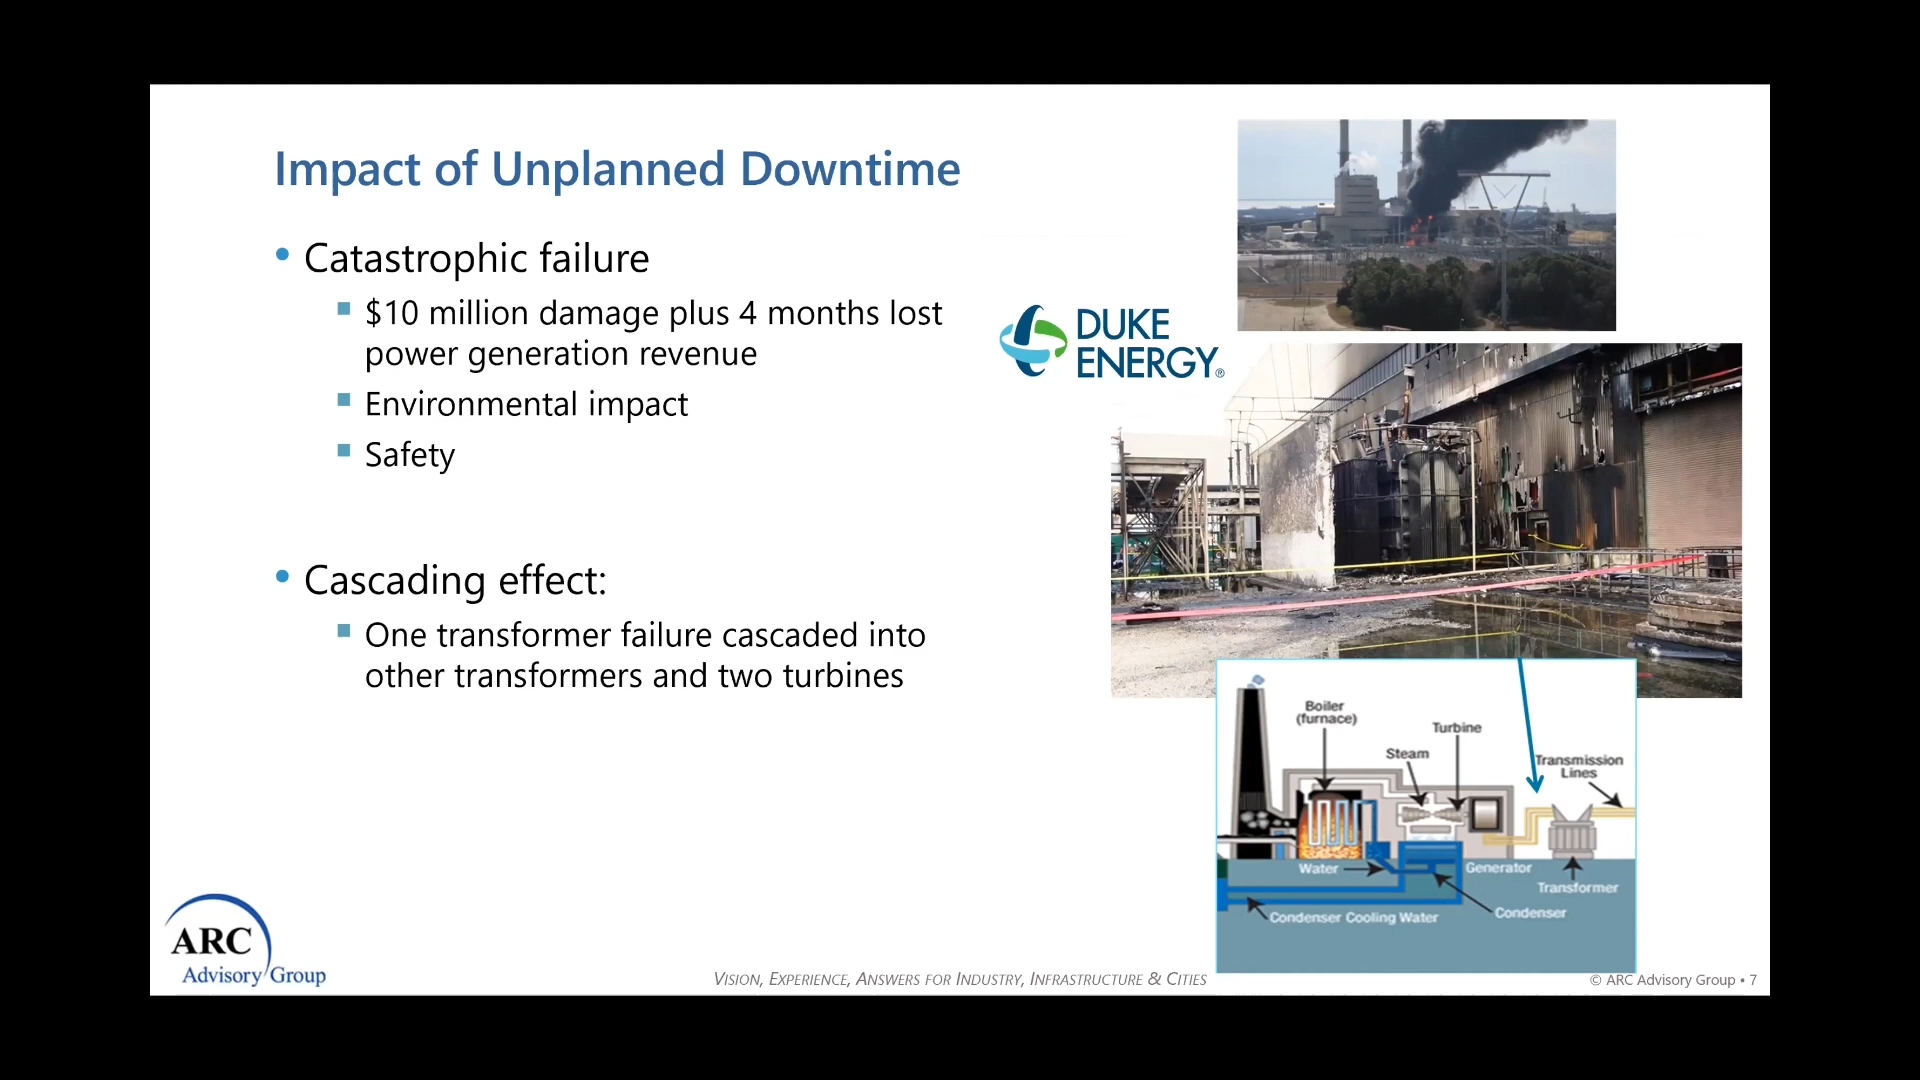 Impact of Unplanned Downtime
• Catastrophic failure
▪ $10 million damage plus 4 months lost
power generation revenue
▪ Environmental impact
▪ Safety
• Cascading effect:
▪ One transformer failure cascaded into
other transformers and two turbines
DUKE
ENERGY®
Boiler
(furnace)
Turbine
Steam
Transmission
Lines
Water
Generator
Transformer
Condenser
Condenser Cooling Water
ARC
Advisory Group
VISION, EXPERIENCE, ANSWERS FOR INDUSTRY, INFRASTRUCTURE & CITIES
© ARC Advisory Group • 7